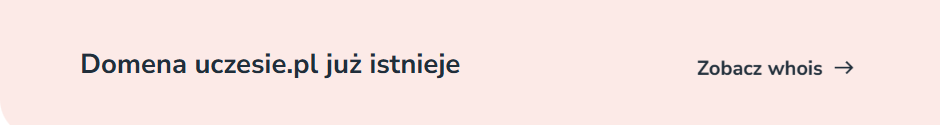 Domena uczesie.pl już istnieje
Zobacz whois →